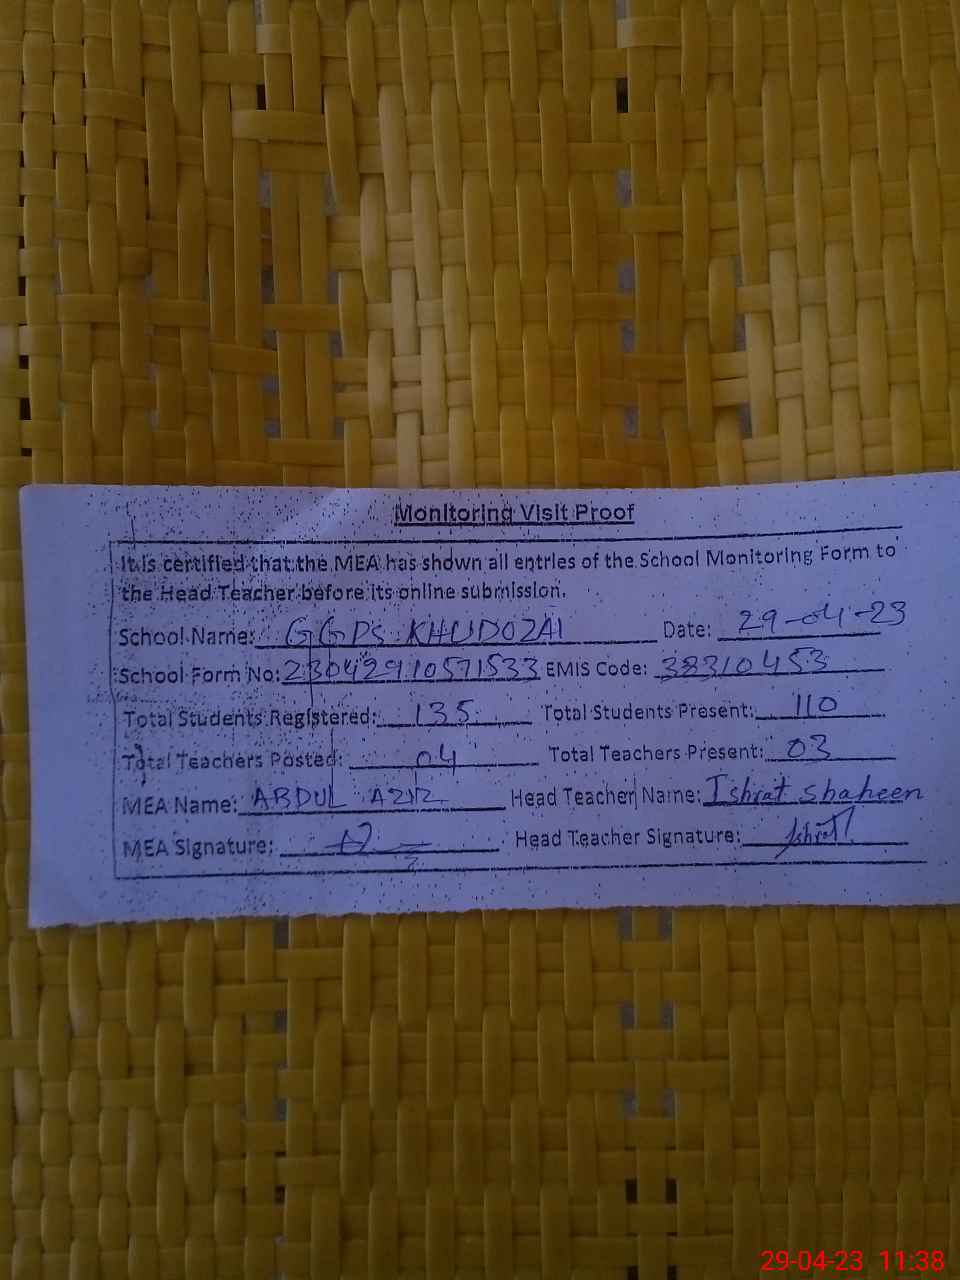 Monitoring Visit Proof
It is certified that the MEA has shown all entries of the School Monitoring Form to
the Head Teacher before its online submission.
School Name: GGPS KHUDOZAI Date: 29-04-23
School Form No: 23042910571533 EMIS Code: 38310453
Total Students Registered: 135 Total Students Present: 110
Total Teachers Posted: 04 Total Teachers Present: 03
MEA Name: ABDUL AZIZ Head Teacher Name: Ishrat shaheen
MEA Signature: Head Teacher Signature: Ishrat
29-04-23 11:38